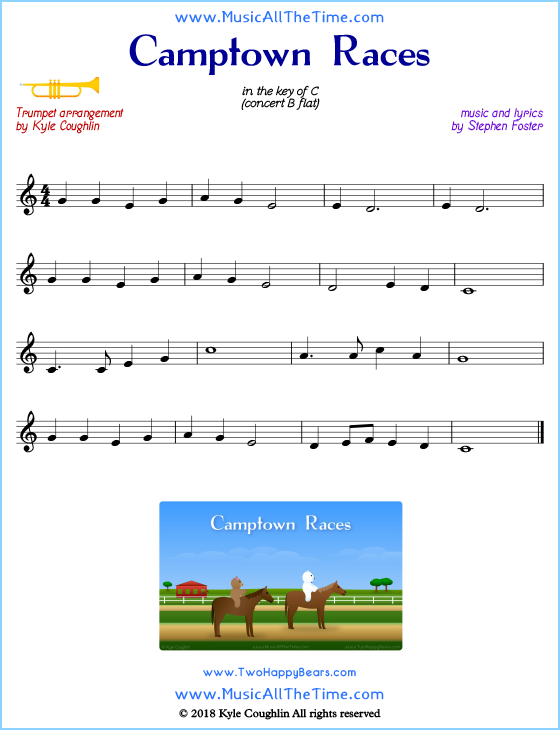 www.MusicAllTheTime.com
Camptown Races
in the key of C
(concert B flat)
Trumpet arrangement
by Kyle Coughlin
music and lyrics
by Stephen Foster
4
4
Camptown Races
www.TwoHappyBears.com
www.MusicAllTheTime.com
© 2018 Kyle Coughlin All rights reserved